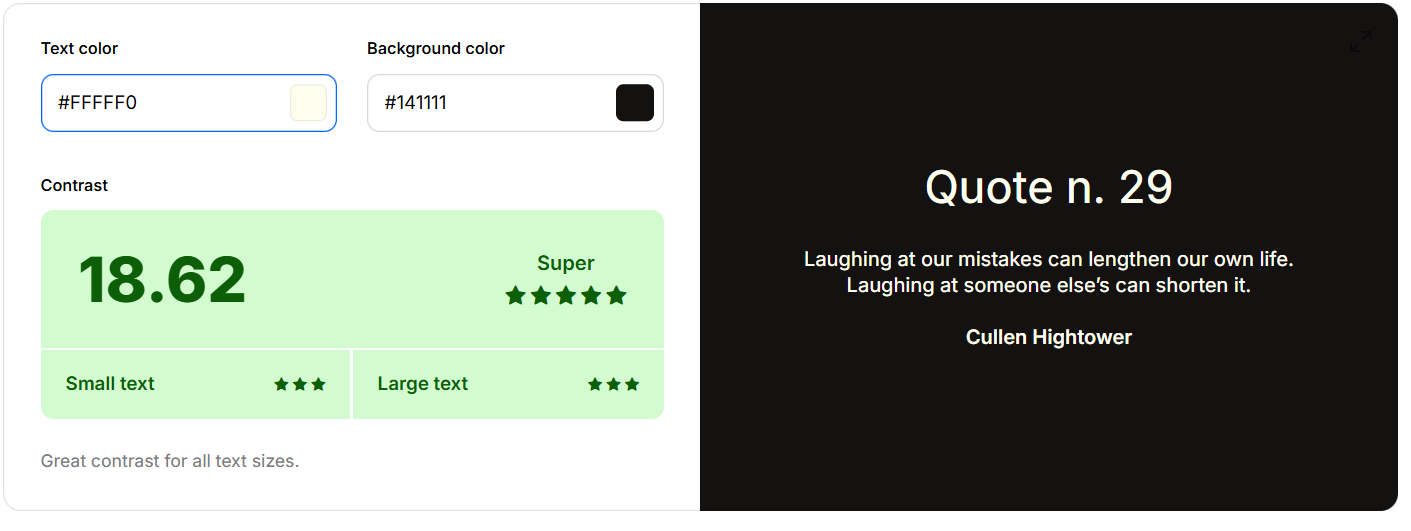 Text color
Background color
#FFFFF0
#141111
Contrast
18.62
Super
Small text
Large text
Great contrast for all text sizes.
Quote n. 29
Laughing at our mistakes can lengthen our own life.
Laughing at someone else’s can shorten it.
Cullen Hightower